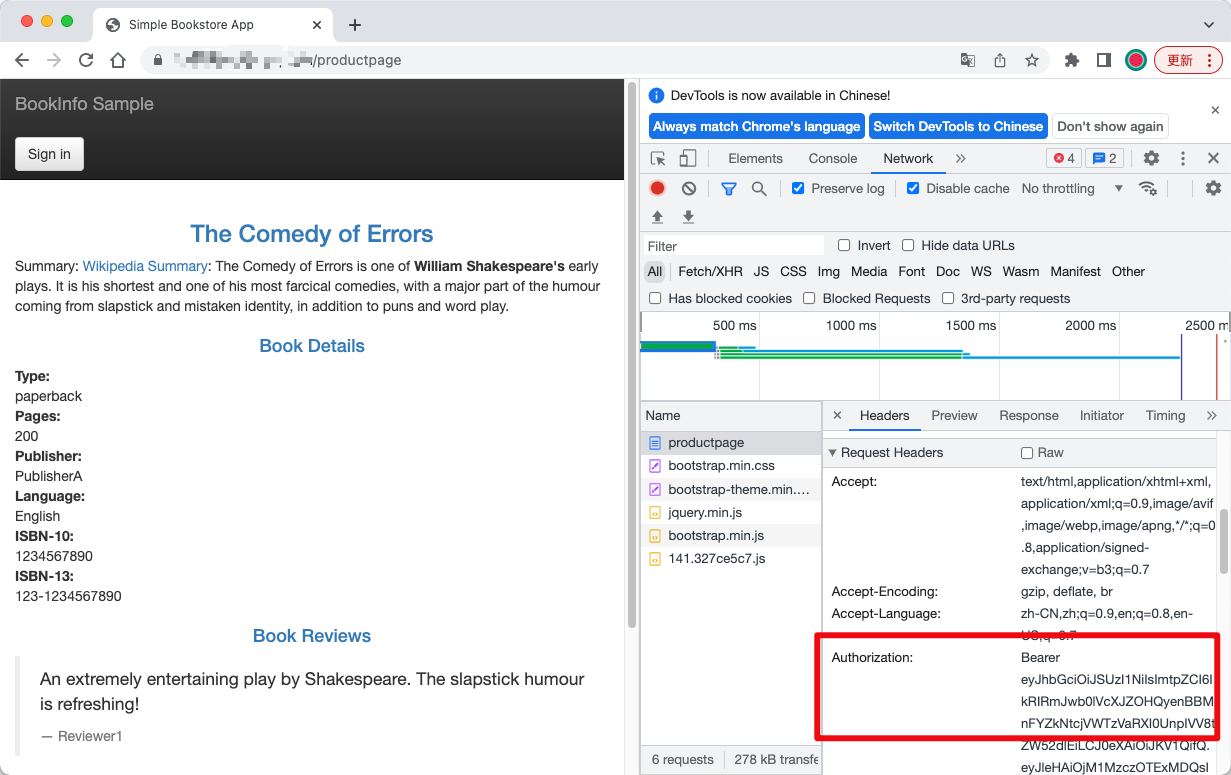 Simple Bookstore App
/productpage
更新
BookInfo Sample
Sign in
The Comedy of Errors
Summary: Wikipedia Summary: The Comedy of Errors is one of William Shakespeare's early
plays. It is his shortest and one of his most farcical comedies, with a major part of the humour
coming from slapstick and mistaken identity, in addition to puns and word play.
Book Details
Type:
paperback
Pages:
200
Publisher:
PublisherA
Language:
English
ISBN-10:
1234567890
ISBN-13:
123-1234567890
Book Reviews
An extremely entertaining play by Shakespeare. The slapstick humour
is refreshing!
— Reviewer1
DevTools is now available in Chinese!
Always match Chrome's language
Switch DevTools to Chinese
Don't show again
Elements
Console
Network
4
2
Preserve log
Disable cache
No throttling
Filter
Invert
Hide data URLs
All
Fetch/XHR
JS
CSS
Img
Media
Font
Doc
WS
Wasm
Manifest
Other
Has blocked cookies
Blocked Requests
3rd-party requests
500 ms
1000 ms
1500 ms
2000 ms
2500 m
Name
productpage
bootstrap.min.css
bootstrap-theme.min.…
jquery.min.js
bootstrap.min.js
141.327ce5c7.js
6 requests
278 kB transfe
Headers
Preview
Response
Initiator
Timing
Request Headers
Raw
Accept:
text/html,application/xhtml+xml,
application/xml;q=0.9,image/avif
,image/webp,image/apng,*/*;q=0
.8,application/signed-
exchange;v=b3;q=0.7
Accept-Encoding:
gzip, deflate, br
Accept-Language:
zh-CN,zh;q=0.9,en;q=0.8,en-
US;q=0.7
Authorization:
Bearer
eyJhbGciOiJSUzI1NiIsImtpZCI6I
kRIRmJwb0lVcXJZOHQyenBBM
nFYZkNtcjVWTzVaRXl0UnpIVV8t
ZW52dlEiLCJ0eXAiOiJKV1QifQ.
eyJleHAiOjM1MzczOTExMDQsI